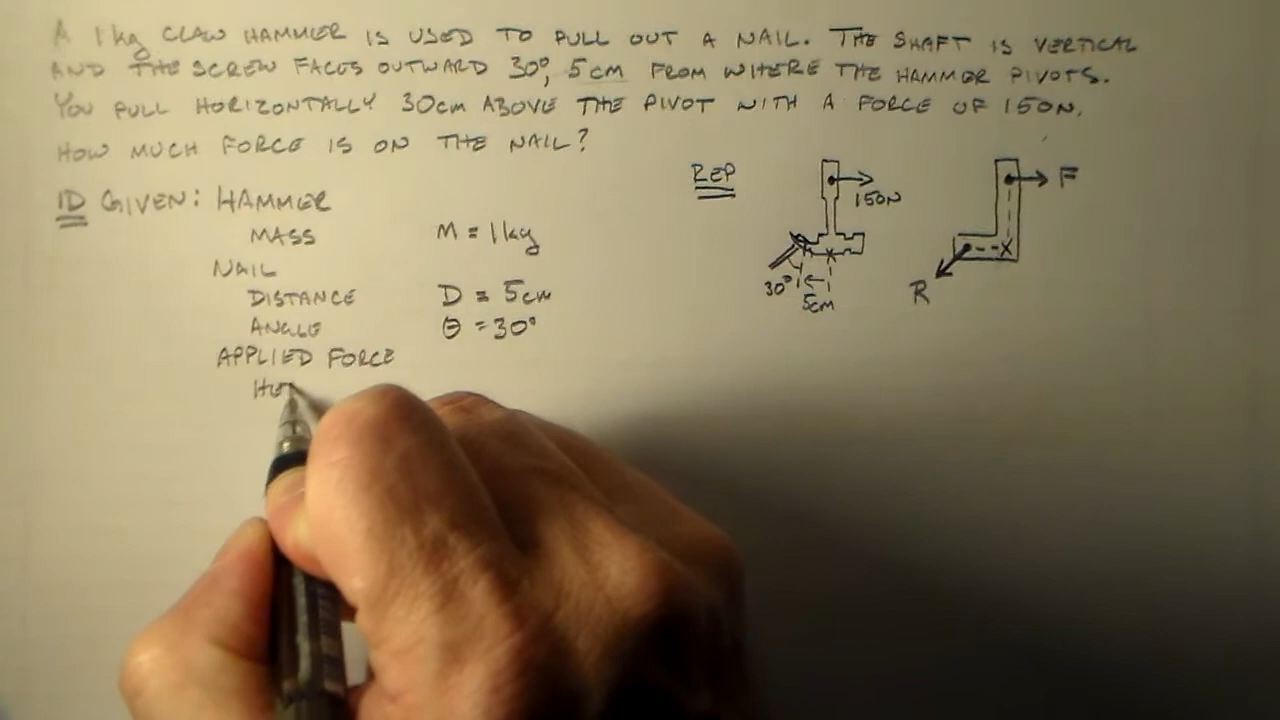 A 1kg CLAW HAMMER IS USED TO PULL OUT A NAIL. THE SHAFT IS VERTICAL
AND THE SCREW FACES OUTWARD 30°, 5cm FROM WHERE THE HAMMER PIVOTS.
YOU PULL HORIZONTALLY 30cm ABOVE THE PIVOT WITH A FORCE OF 150N.
HOW MUCH FORCE IS ON THE NAIL?
ID GIVEN: HAMMER
MASS M = 1kg
NAIL
DISTANCE D = 5cm
ANGLE θ = 30°
APPLIED FORCE
REP
150N
30°
5cm
F
R